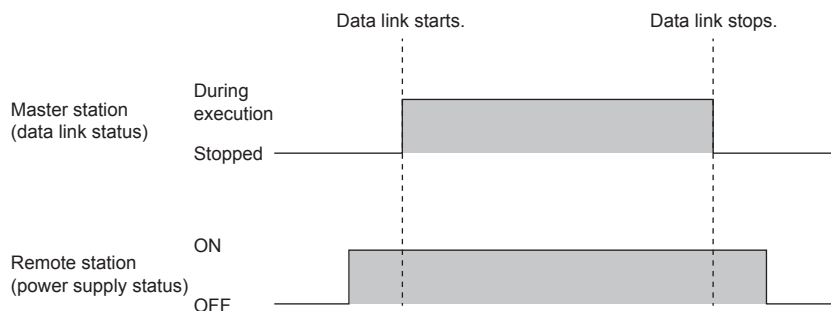 Data link starts.
Data link stops.
During
execution
Master station
(data link status)
Stopped
ON
Remote station
(power supply status)
OFF